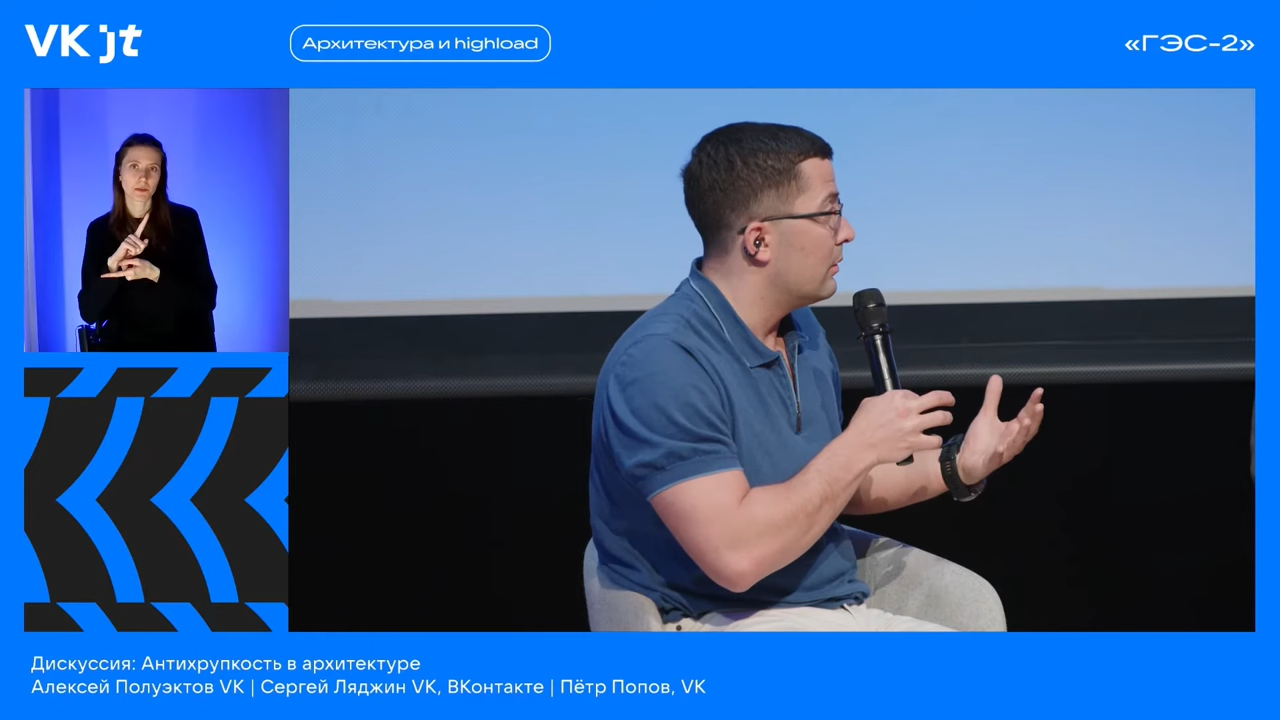 VK jt
Архитектура и highload
«ГЭС-2»
Дискуссия: Антихрупкость в архитектуре
Алексей Полуэктов VK | Сергей Ляджин VK, ВКонтакте | Пётр Попов, VK